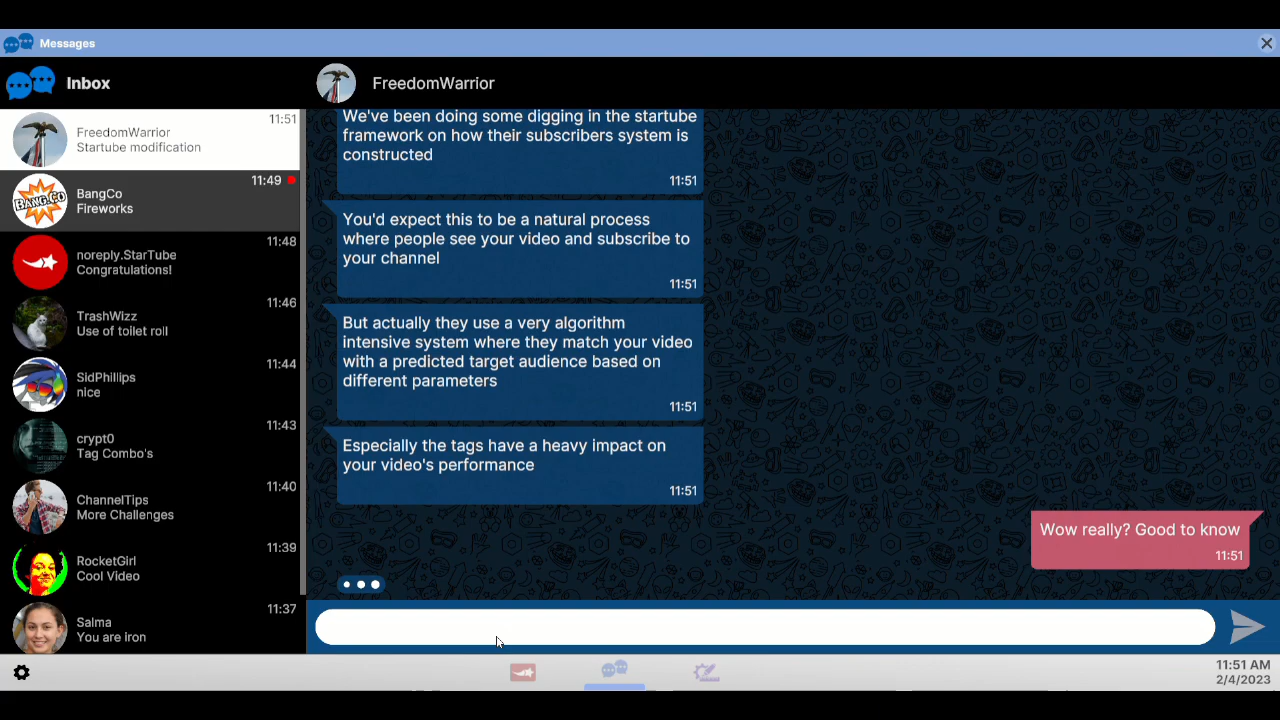 Messages
Inbox
FreedomWarrior
11:51
FreedomWarrior
Startube modification
11:49
BangCo
Fireworks
BANG.CO
11:48
noreply.StarTube
Congratulations!
11:46
TrashWizz
Use of toilet roll
11:44
SidPhillips
nice
11:43
crypt0
Tag Combo's
11:40
ChannelTips
More Challenges
11:39
RocketGirl
Cool Video
11:37
Salma
You are iron
We've been doing some digging in the startube
framework on how their subscribers system is
constructed
11:51
You'd expect this to be a natural process
where people see your video and subscribe to
your channel
11:51
But actually they use a very algorithm
intensive system where they match your video
with a predicted target audience based on
different parameters
11:51
Especially the tags have a heavy impact on
your video's performance
11:51
Wow really? Good to know
11:51
11:51 AM
2/4/2023